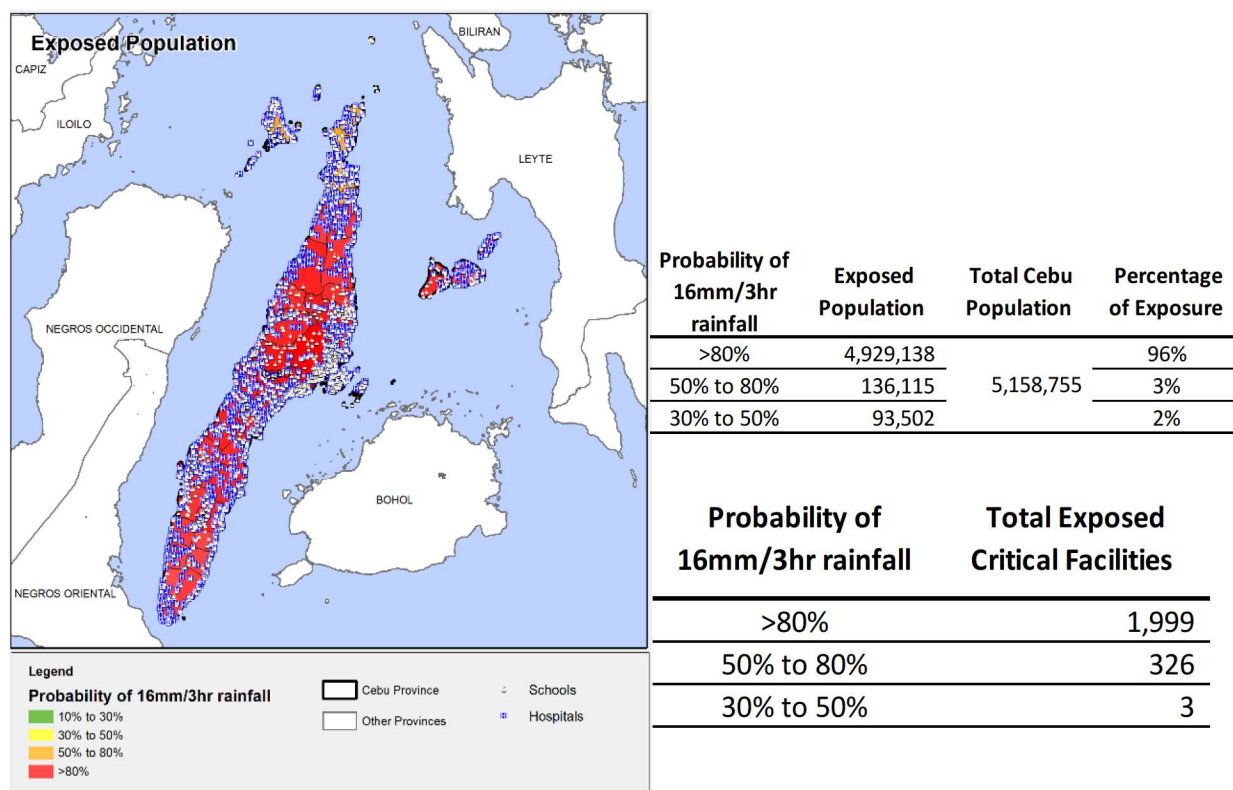 Exposed Population
BILIRAN
CAPIZ
ILOILO
LEYTE
NEGROS OCCIDENTAL
BOHOL
NEGROS ORIENTAL
Legend
Probability of 16mm/3hr rainfall
10% to 30%
30% to 50%
50% to 80%
>80%
Cebu Province
Other Provinces
Schools
Hospitals
Probability of 16mm/3hr rainfall Exposed Population Total Cebu Population Percentage of Exposure
>80% 4,929,138 96%
50% to 80% 136,115 5,158,755 3%
30% to 50% 93,502 2%
Probability of 16mm/3hr rainfall Total Exposed Critical Facilities
>80% 1,999
50% to 80% 326
30% to 50% 3